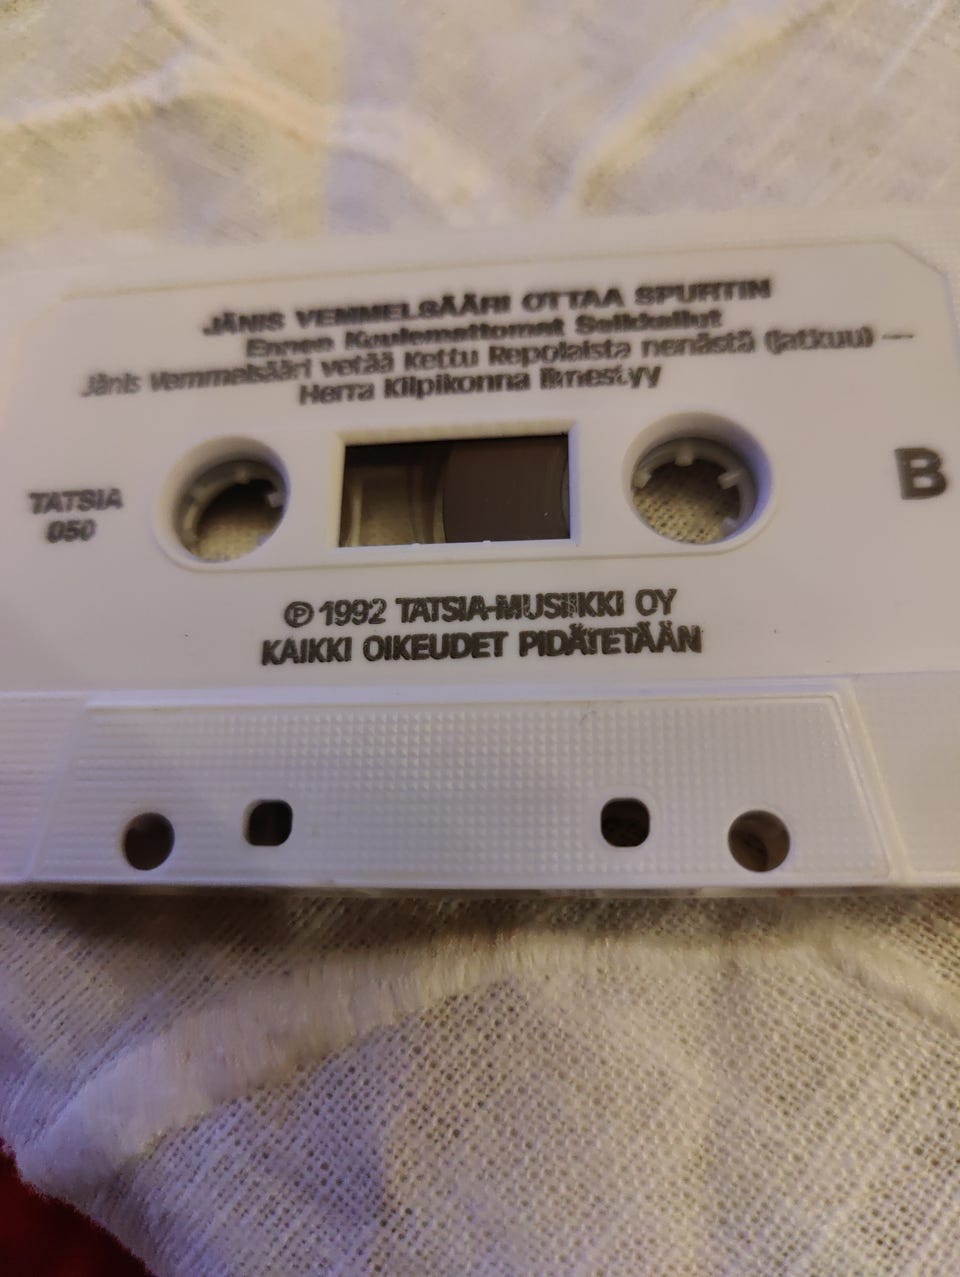 JÄNIS VEMMELSÄÄRI OTTAA SPURTIN
Ennen Kuulemattomat Seikkailut
Jänis Vemmelsääri vetää Kettu Repolaista nenästä (jatkuu) —
Herra Kilpikonna ilmestyy
TATSIA
050
B
Ⓟ 1992 TATSIA-MUSIIKKI OY
KAIKKI OIKEUDET PIDÄTETÄÄN